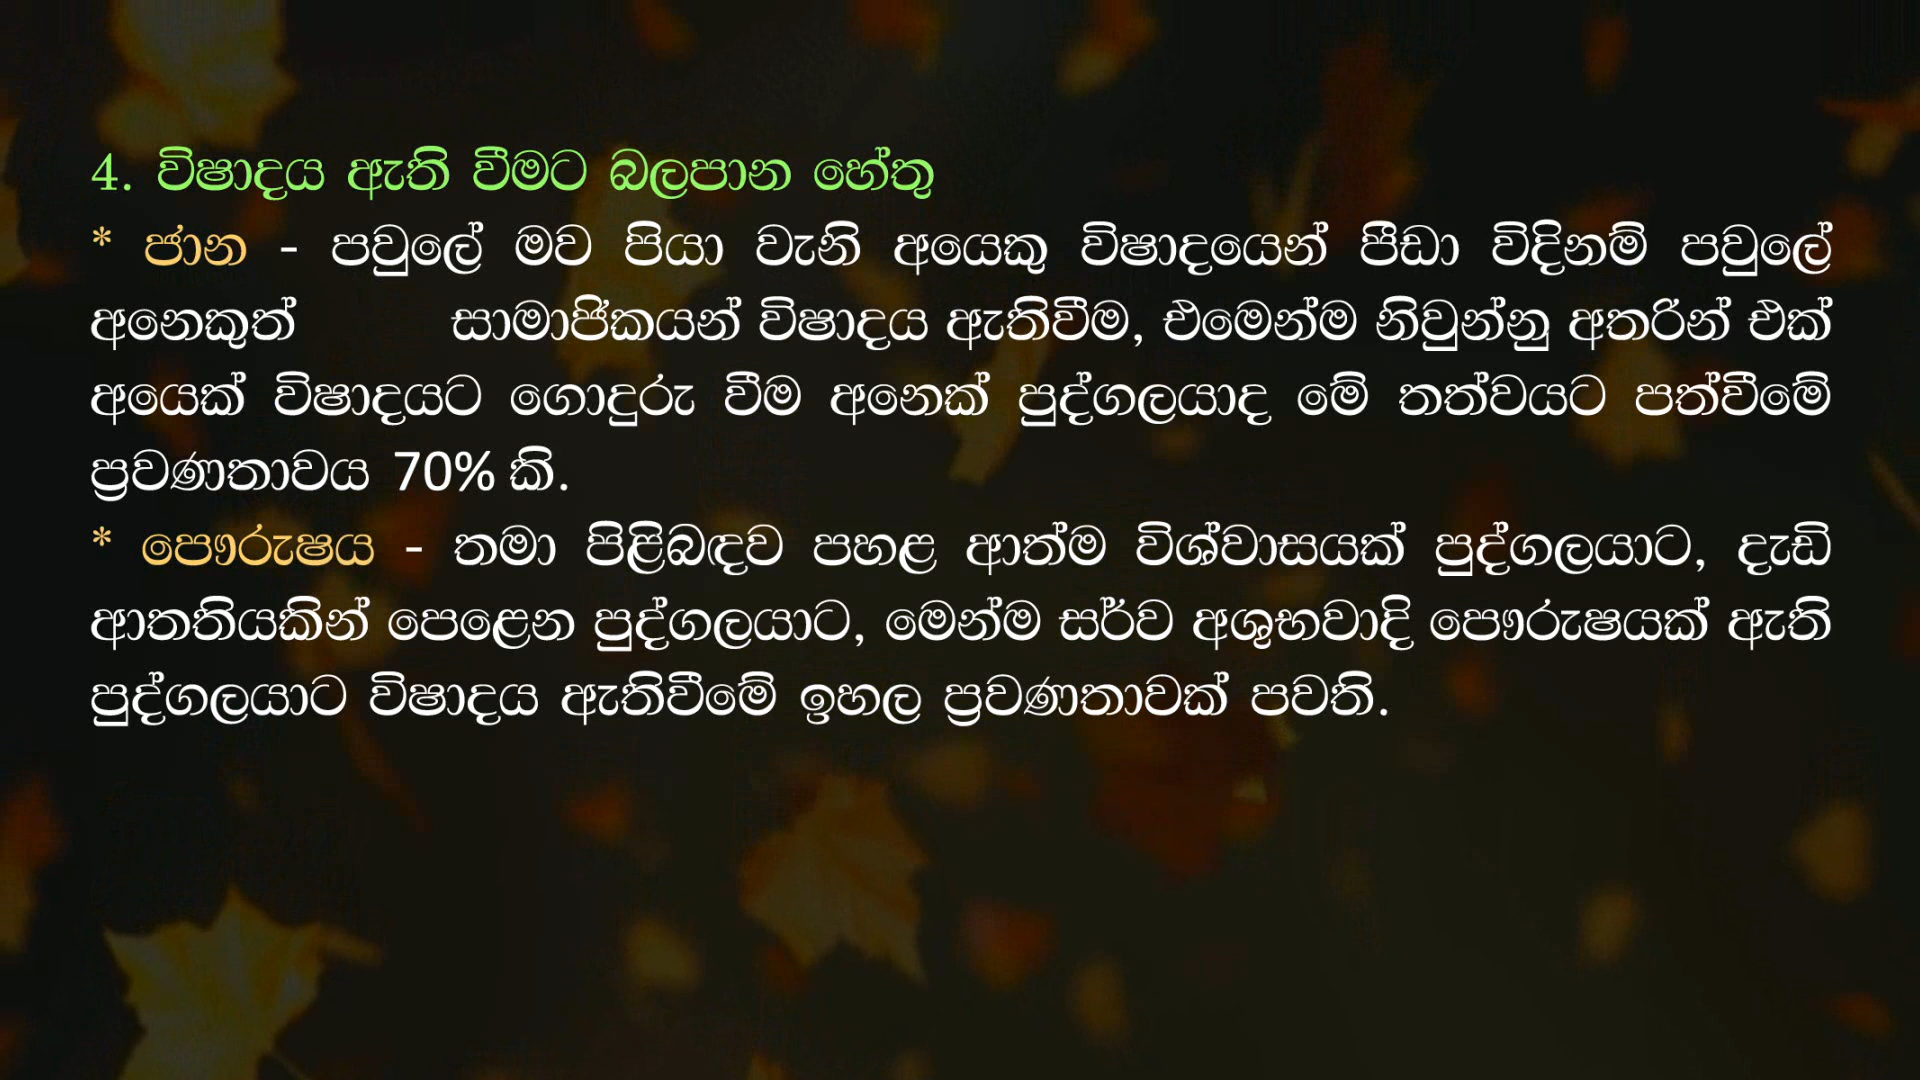 4. විෂාදය ඇති වීමට බලපාන හේතු
* ජාන - පවුලේ මව පියා වැනි අයෙකු විෂාදයෙන් පීඩා විදිනම් පවුලේ
අනෙකුත් සාමාජිකයන් විෂාදය ඇතිවීම, එමෙන්ම නිවුන්නු අතරින් එක්
අයෙක් විෂාදයට ගොදුරු වීම අනෙක් පුද්ගලයාද මේ තත්වයට පත්වීමේ
ප්‍රවණතාවය 70% කි.
* පෞරුෂය - තමා පිළිබඳව පහළ ආත්ම විශ්වාසයක් පුද්ගලයාට, දැඩි
ආතතියකින් පෙළෙන පුද්ගලයාට, මෙන්ම සර්ව අශුභවාදි පෞරුෂයක් ඇති
පුද්ගලයාට විෂාදය ඇතිවීමේ ඉහල ප්‍රවණතාවක් පවති.